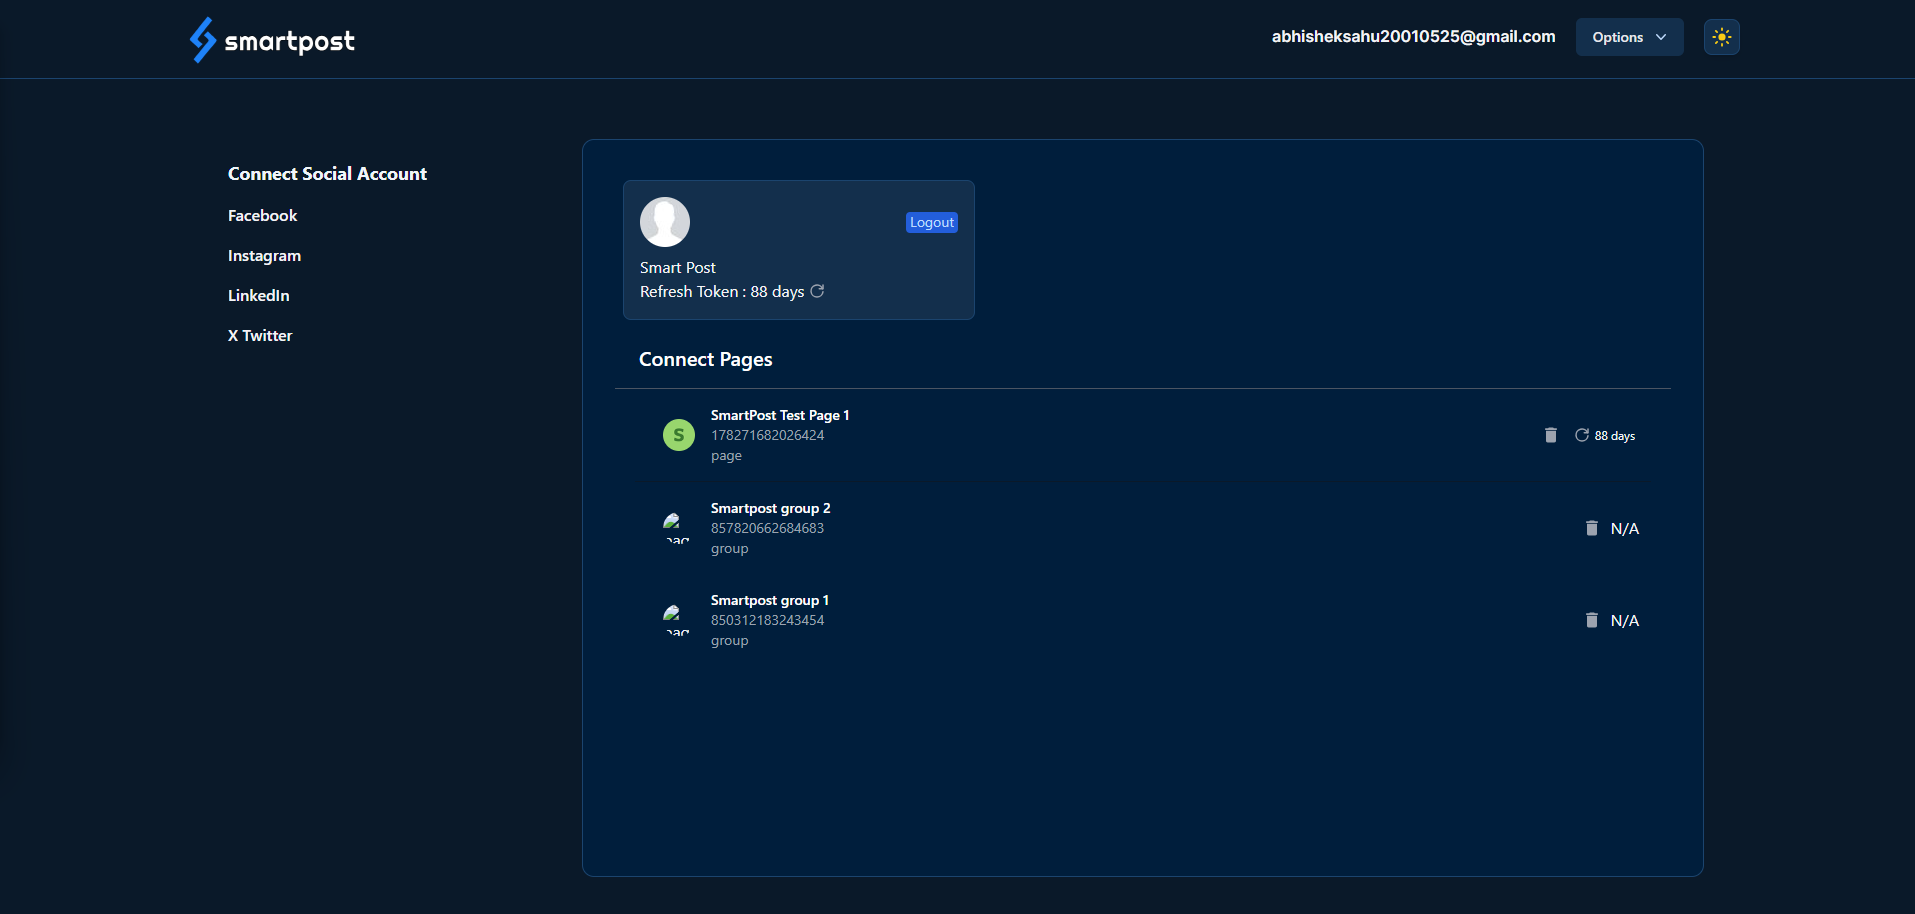 smartpost
abhisheksahu20010525@gmail.com
Options
Connect Social Account
Facebook
Instagram
LinkedIn
X Twitter
Logout
Smart Post
Refresh Token : 88 days
Connect Pages
S
SmartPost Test Page 1
178271682026424
page
88 days
Smartpost group 2
857820662684683
group
N/A
Smartpost group 1
850312183243454
group
N/A